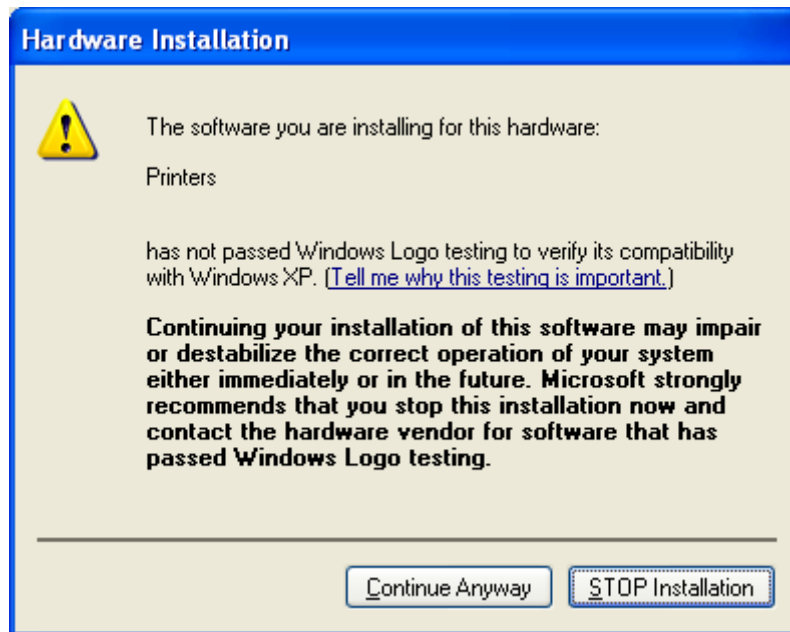 Hardware Installation
The software you are installing for this hardware:
Printers
has not passed Windows Logo testing to verify its compatibility
with Windows XP. (Tell me why this testing is important.)
Continuing your installation of this software may impair
or destabilize the correct operation of your system
either immediately or in the future. Microsoft strongly
recommends that you stop this installation now and
contact the hardware vendor for software that has
passed Windows Logo testing.
Continue Anyway
STOP Installation